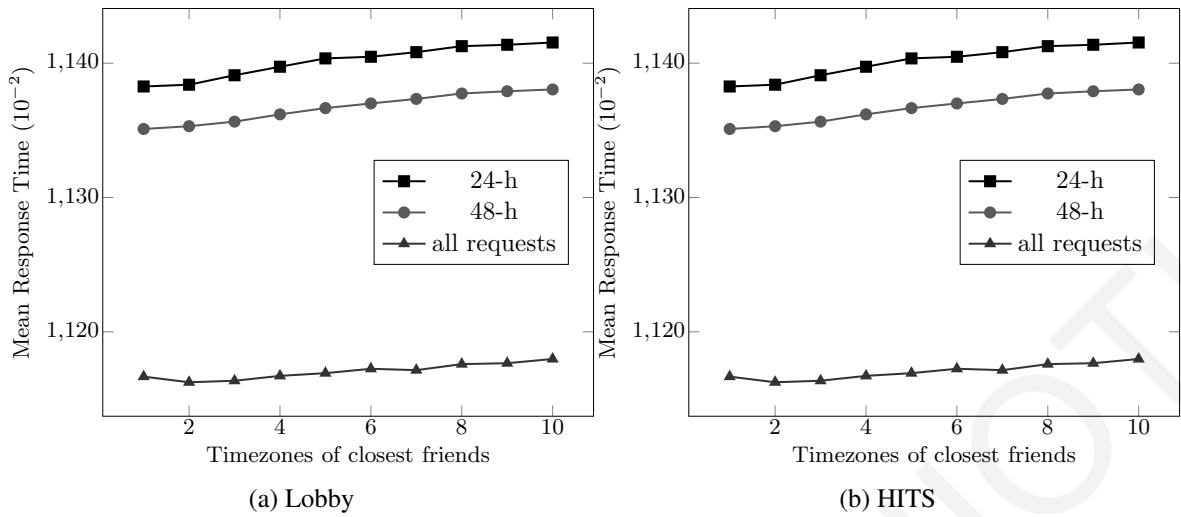 Mean Response Time (10⁻²)
1,140
1,130
1,120
24-h
48-h
all requests
2 4 6 8 10
Timezones of closest friends
(a) Lobby
Mean Response Time (10⁻²)
1,140
1,130
1,120
24-h
48-h
all requests
2 4 6 8 10
Timezones of closest friends
(b) HITS